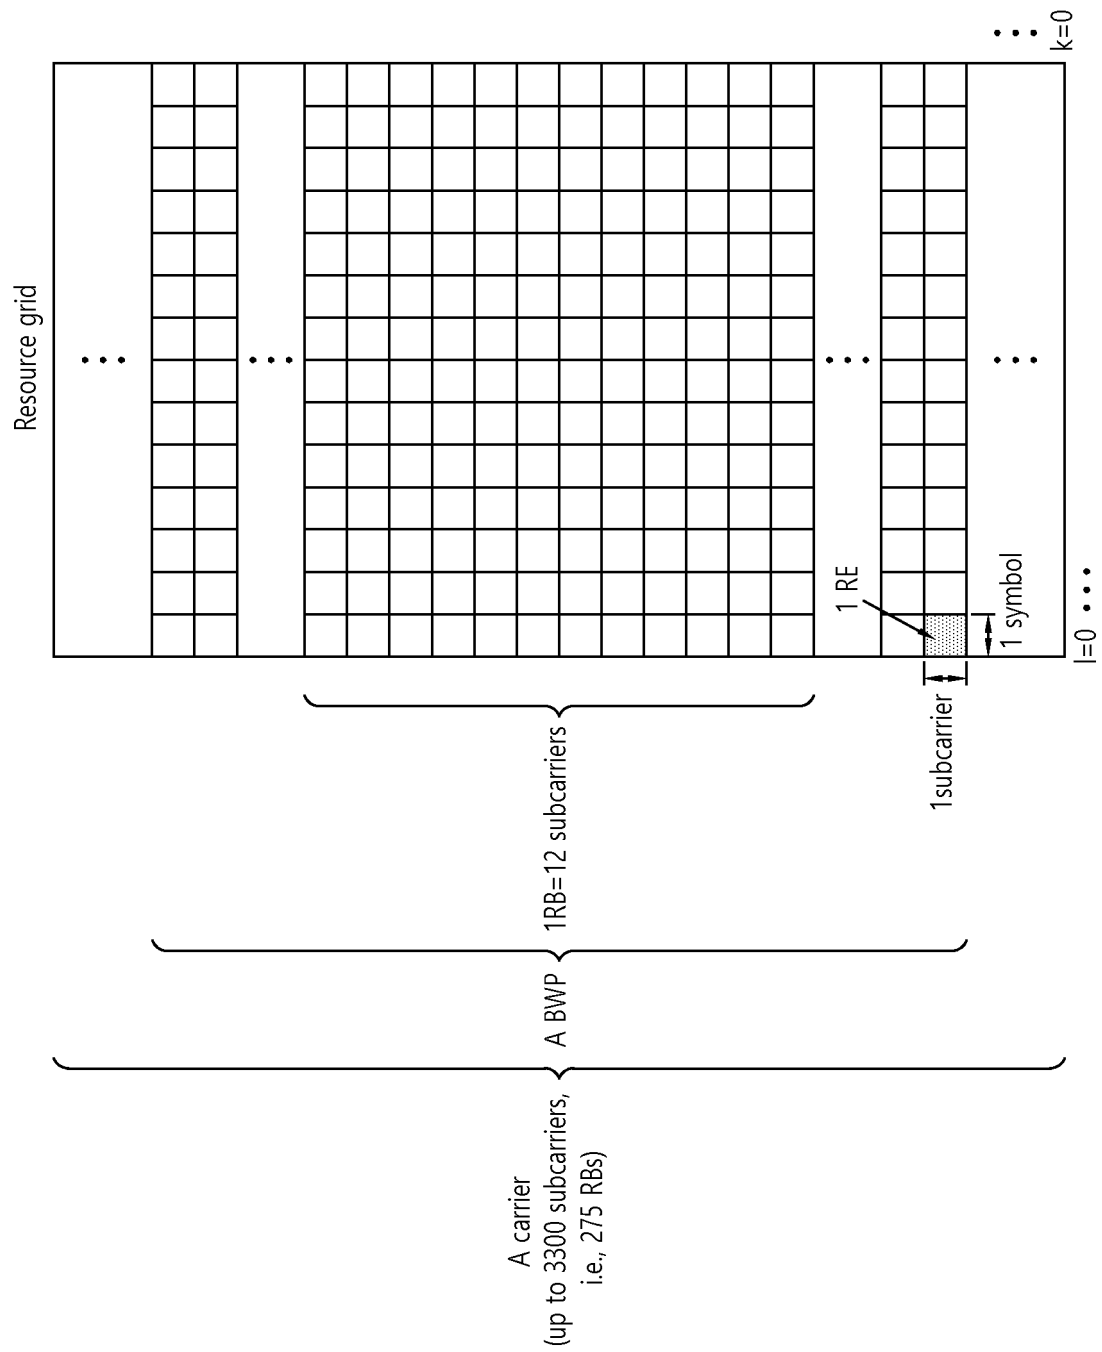 Resource grid
A carrier
(up to 3300 subcarriers,
i.e., 275 RBs)
A BWP
1RB=12 subcarriers
1subcarrier
1 RE
1 symbol
l=0
k=0